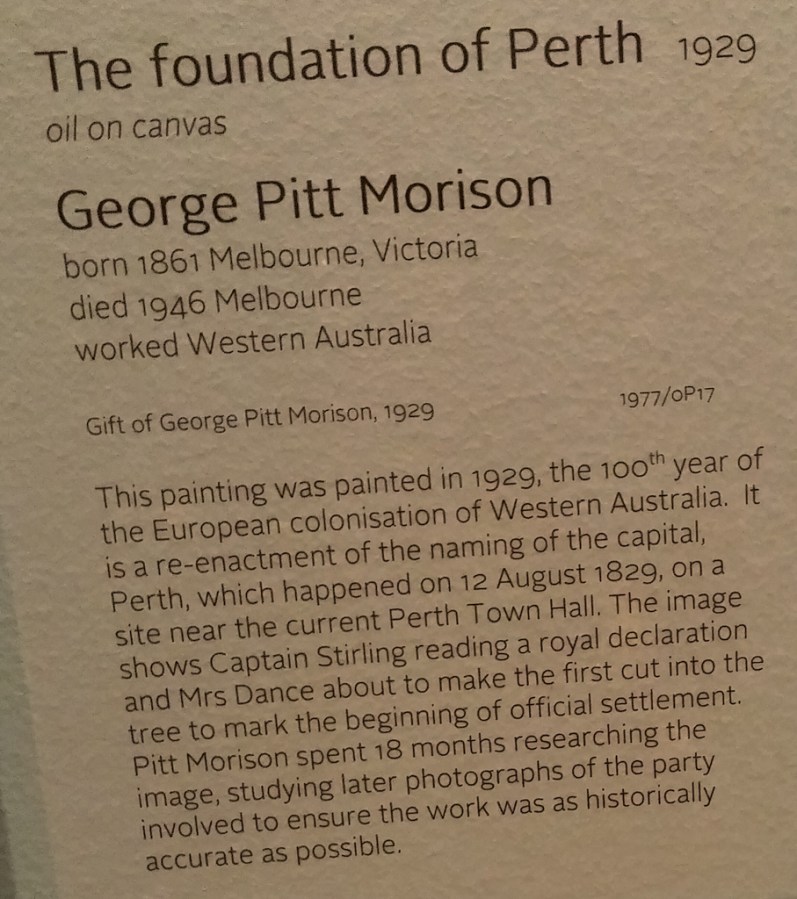 The foundation of Perth 1929
oil on canvas
George Pitt Morison
born 1861 Melbourne, Victoria
died 1946 Melbourne
worked Western Australia
Gift of George Pitt Morison, 1929 1977/0P17
This painting was painted in 1929, the 100th year of
the European colonisation of Western Australia. It
is a re-enactment of the naming of the capital,
Perth, which happened on 12 August 1829, on a
site near the current Perth Town Hall. The image
shows Captain Stirling reading a royal declaration
and Mrs Dance about to make the first cut into the
tree to mark the beginning of official settlement.
Pitt Morison spent 18 months researching the
image, studying later photographs of the party
involved to ensure the work was as historically
accurate as possible.